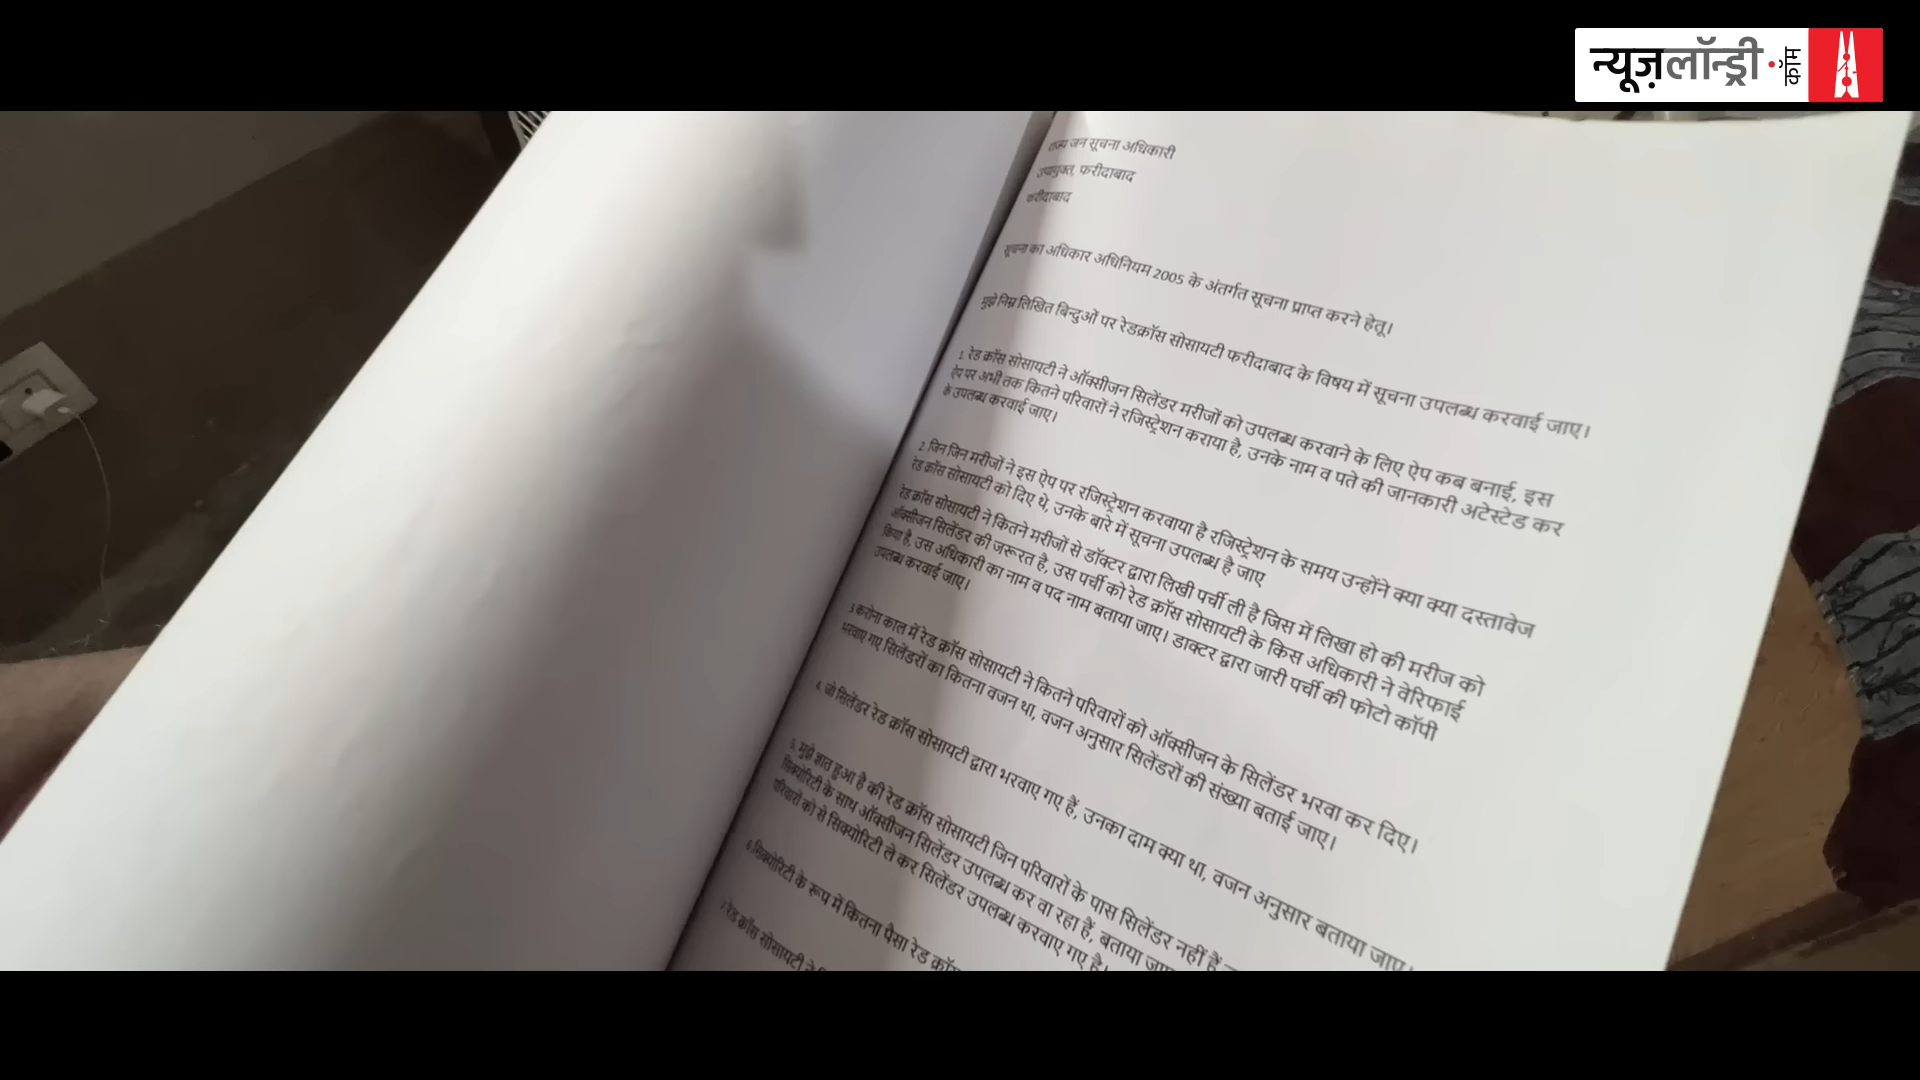 न्यूज़लॉन्ड्री.कॉम
राज्य जन सूचना अधिकारी
उपायुक्त, फरीदाबाद
फरीदाबाद
सूचना का अधिकार अधिनियम 2005 के अंतर्गत सूचना प्राप्त करने हेतू।
मुझे निम्न लिखित बिन्दुओं पर रेडक्रॉस सोसायटी फरीदाबाद के विषय में सूचना उपलब्ध करवाई जाए।
1. रेड क्रॉस सोसायटी ने ऑक्सीजन सिलेंडर मरीजों को उपलब्ध करवाने के लिए ऐप कब बनाई, इस
ऐप पर अभी तक कितने परिवारों ने रजिस्ट्रेशन कराया है, उनके नाम व पते की जानकारी अटेस्टेड कर
के उपलब्ध करवाई जाए।
2. जिन जिन मरीजों ने इस ऐप पर रजिस्ट्रेशन करवाया है रजिस्ट्रेशन के समय उन्होंने क्या क्या दस्तावेज
रेड क्रॉस सोसायटी को दिए थे, उनके बारे में सूचना उपलब्ध है जाए
रेड क्रॉस सोसायटी ने कितने मरीजों से डॉक्टर द्वारा लिखी पर्ची ली है जिस में लिखा हो की मरीज को
ऑक्सीजन सिलेंडर की जरूरत है, उस पर्ची को रेड क्रॉस सोसायटी के किस अधिकारी ने वेरिफाई
किया है, उस अधिकारी का नाम व पद नाम बताया जाए। डाक्टर द्वारा जारी पर्ची की फोटो कॉपी
उपलब्ध करवाई जाए।
3 करोना काल में रेड क्रॉस सोसायटी ने कितने परिवारों को ऑक्सीजन के सिलेंडर भरवा कर दिए।
भरवाए गए सिलेंडरों का कितना वजन था, वजन अनुसार सिलेंडरों की संख्या बताई जाए।
4. जो सिलेंडर रेड क्रॉस सोसायटी द्वारा भरवाए गए हैं, उनका दाम क्या था, वजन अनुसार बताया जाए।
5. मुझे ज्ञात हुआ है की रेड क्रॉस सोसायटी जिन परिवारों के पास सिलेंडर नहीं हैं
सिक्योरिटी के साथ ऑक्सीजन सिलेंडर उपलब्ध कर वा रहा हैं, बताया जाए
परिवारों को से सिक्योरिटी ले कर सिलेंडर उपलब्ध करवाए गए है।
6 सिक्योरिटी के रूप में कितना पैसा रेड क्रॉस
7 रेड क्रॉस सोसायटी ने